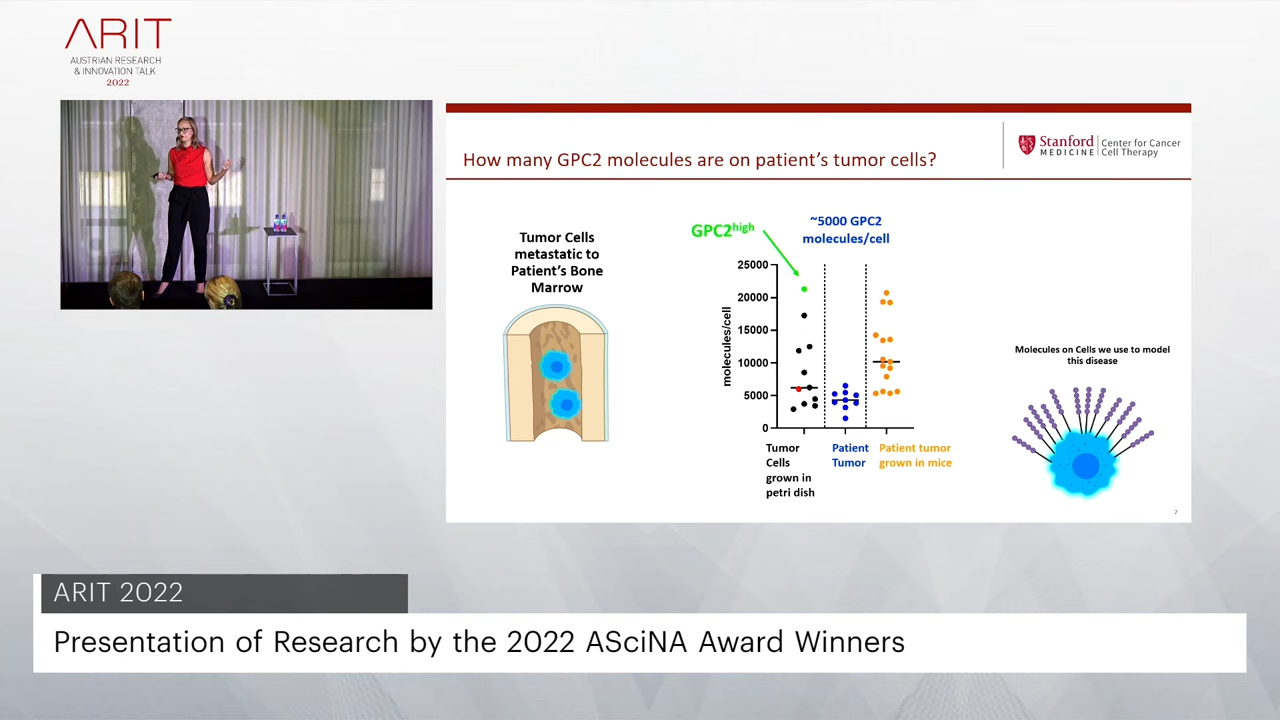 ARIT
AUSTRIAN RESEARCH
& INNOVATION TALK
2022
How many GPC2 molecules are on patient's tumor cells?
Stanford
MEDICINE
Center for Cancer
Cell Therapy
Tumor Cells
metastatic to
Patient's Bone
Marrow
GPC2high
~5000 GPC2
molecules/cell
molecules/cell
25000
20000
15000
10000
5000
0
Tumor
Cells
grown in
petri dish
Patient
Tumor
Patient tumor
grown in mice
Molecules on Cells we use to model
this disease
7
ARIT 2022
Presentation of Research by the 2022 ASciNA Award Winners